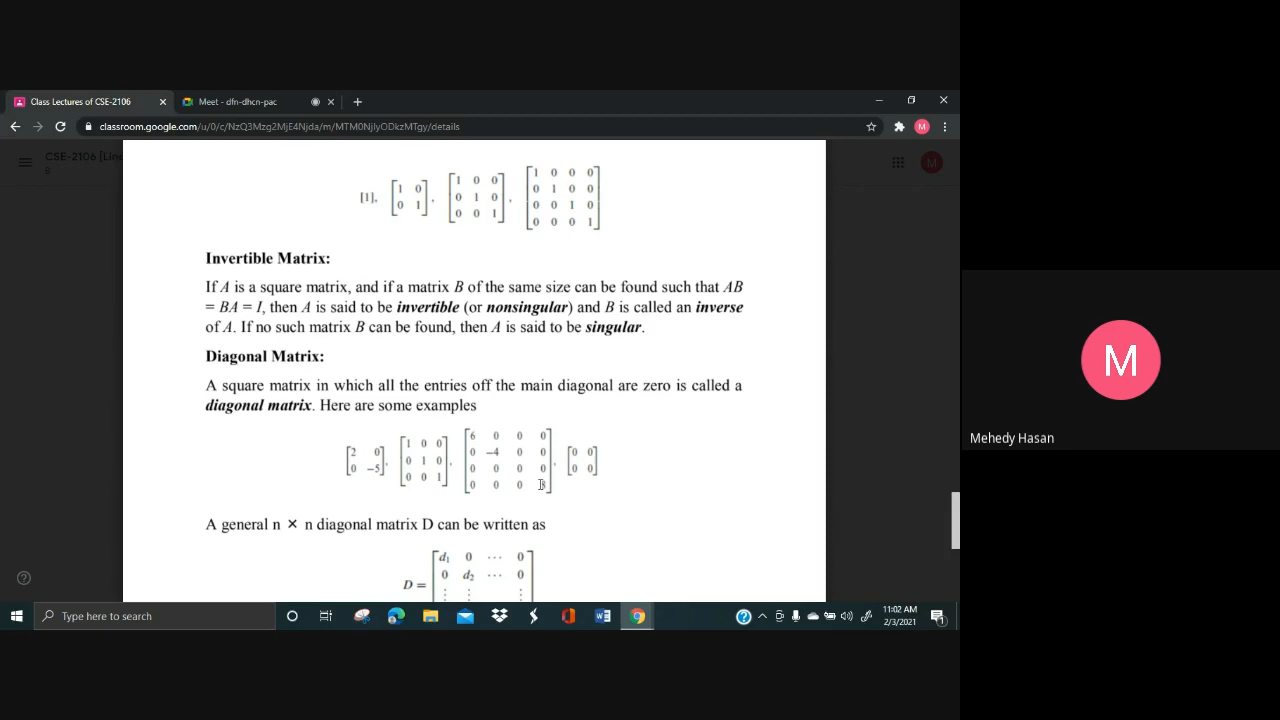 Class Lectures of CSE-2106
Meet - dfn-dhcn-pac
classroom.google.com/u/0/c/NzQ3Mzg2MjE4Njda/m/MTM0NjIyODkzMTgy/details
CSE-2106 [Lin
B
M
[1], [1 0
0 1], [1 0 0
0 1 0
0 0 1], [1 0 0 0
0 1 0 0
0 0 1 0
0 0 0 1]
Invertible Matrix:
If A is a square matrix, and if a matrix B of the same size can be found such that AB
= BA = I, then A is said to be invertible (or nonsingular) and B is called an inverse
of A. If no such matrix B can be found, then A is said to be singular.
Diagonal Matrix:
A square matrix in which all the entries off the main diagonal are zero is called a
diagonal matrix. Here are some examples
[2 0
0 −5], [1 0 0
0 1 0
0 0 1], [6 0 0 0
0 −4 0 0
0 0 0 0
0 0 0], [0 0
0 0]
A general n × n diagonal matrix D can be written as
D = [d1 0 ⋯ 0
0 d2 ⋯ 0
⋮ ⋮ ⋮
M
Mehedy Hasan
Type here to search
11:02 AM
2/3/2021
1